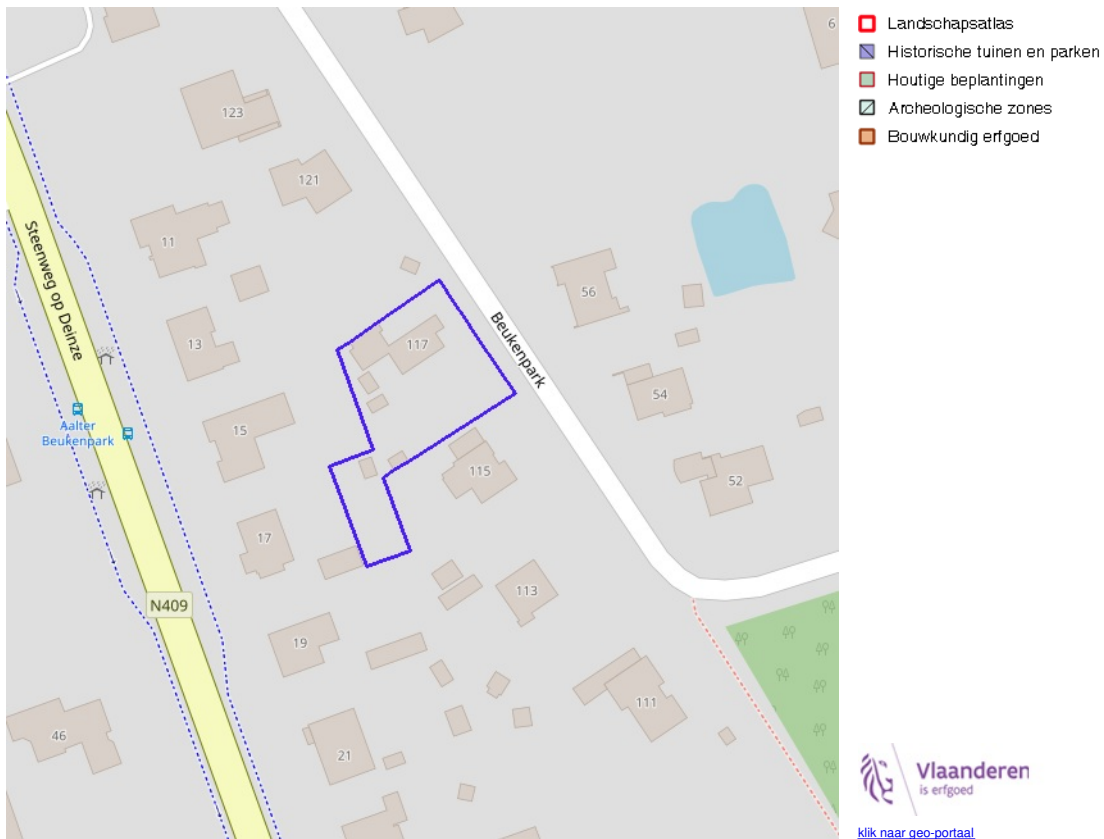 6
123
121
11
Steenweg op Deinze
56
13
117
Beukenpark
54
Aalter
Beukenpark
15
115
52
17
113
N409
19
111
46
21
Landschapsatlas
Historische tuinen en parken
Houtige beplantingen
Archeologische zones
Bouwkundig erfgoed
Vlaanderen
is erfgoed
klik naar geo-portaal